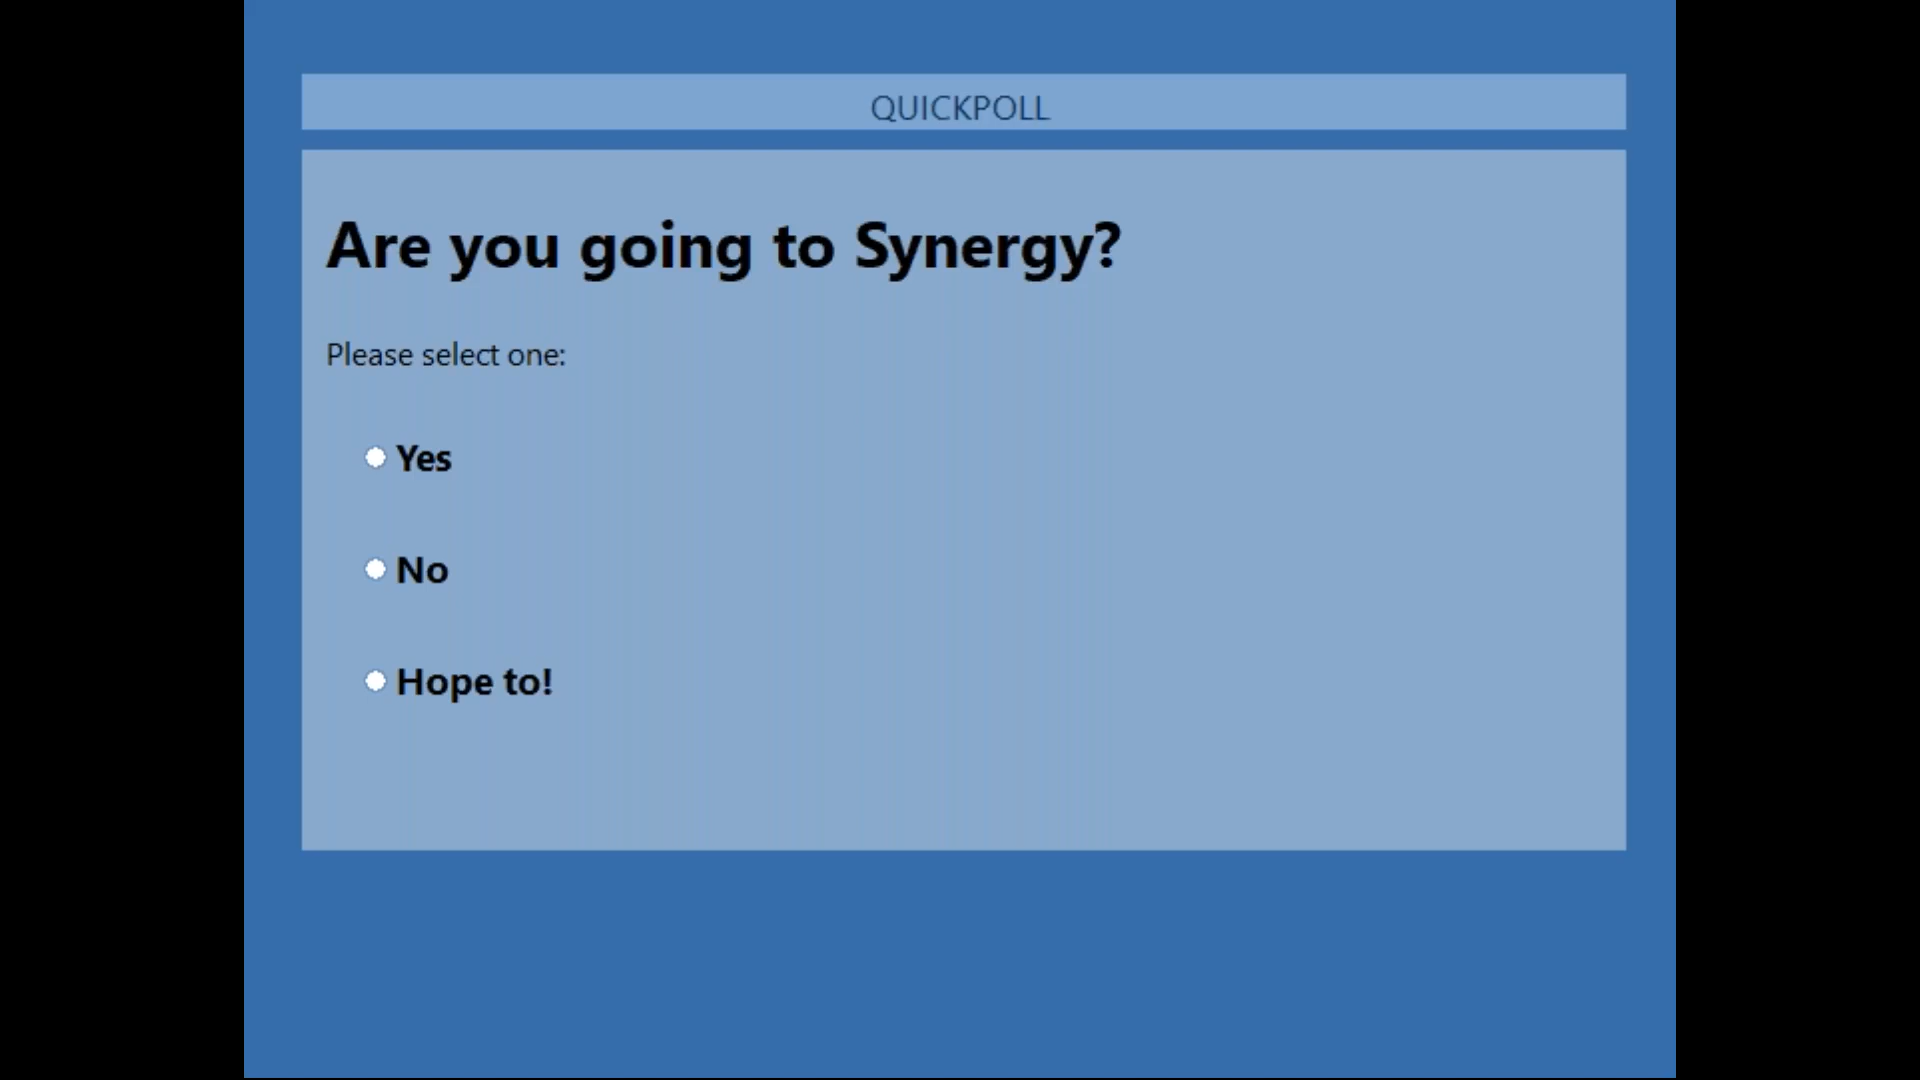 QUICKPOLL
Are you going to Synergy?
Please select one:
Yes
No
Hope to!